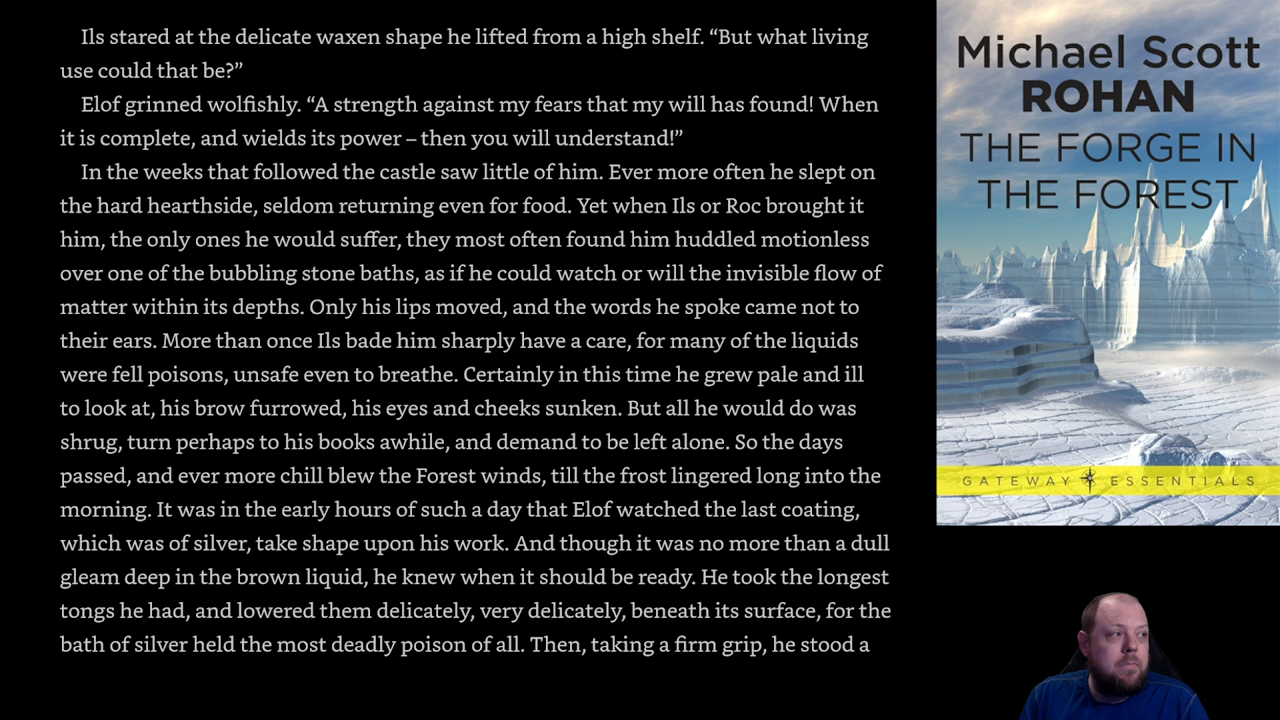 Ils stared at the delicate waxen shape he lifted from a high shelf. “But what living
use could that be?”
Elof grinned wolfishly. “A strength against my fears that my will has found! When
it is complete, and wields its power – then you will understand!”
In the weeks that followed the castle saw little of him. Ever more often he slept on
the hard hearthside, seldom returning even for food. Yet when Ils or Roc brought it
him, the only ones he would suffer, they most often found him huddled motionless
over one of the bubbling stone baths, as if he could watch or will the invisible flow of
matter within its depths. Only his lips moved, and the words he spoke came not to
their ears. More than once Ils bade him sharply have a care, for many of the liquids
were fell poisons, unsafe even to breathe. Certainly in this time he grew pale and ill
to look at, his brow furrowed, his eyes and cheeks sunken. But all he would do was
shrug, turn perhaps to his books awhile, and demand to be left alone. So the days
passed, and ever more chill blew the Forest winds, till the frost lingered long into the
morning. It was in the early hours of such a day that Elof watched the last coating,
which was of silver, take shape upon his work. And though it was no more than a dull
gleam deep in the brown liquid, he knew when it should be ready. He took the longest
tongs he had, and lowered them delicately, very delicately, beneath its surface, for the
bath of silver held the most deadly poison of all. Then, taking a firm grip, he stood a
Michael Scott
ROHAN
THE FORGE IN
THE FOREST
GATEWAY ESSENTIALS